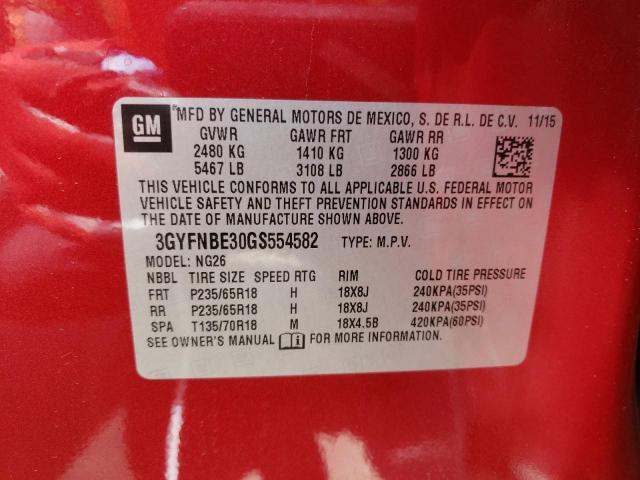 GM
MFD BY GENERAL MOTORS DE MEXICO, S. DE R.L. DE C.V. 11/15
GVWR GAWR FRT GAWR RR
2480 KG 1410 KG 1300 KG
5467 LB 3108 LB 2866 LB
THIS VEHICLE CONFORMS TO ALL APPLICABLE U.S. FEDERAL MOTOR
VEHICLE SAFETY AND THEFT PREVENTION STANDARDS IN EFFECT ON
THE DATE OF MANUFACTURE SHOWN ABOVE.
3GYFNBE30GS554582 TYPE: M.P.V.
MODEL: NG26
NBBL TIRE SIZE SPEED RTG RIM COLD TIRE PRESSURE
FRT P235/65R18 H 18X8J 240KPA(35PSI)
RR P235/65R18 H 18X8J 240KPA(35PSI)
SPA T135/70R18 M 18X4.5B 420KPA(60PSI)
SEE OWNER'S MANUAL FOR MORE INFORMATION.